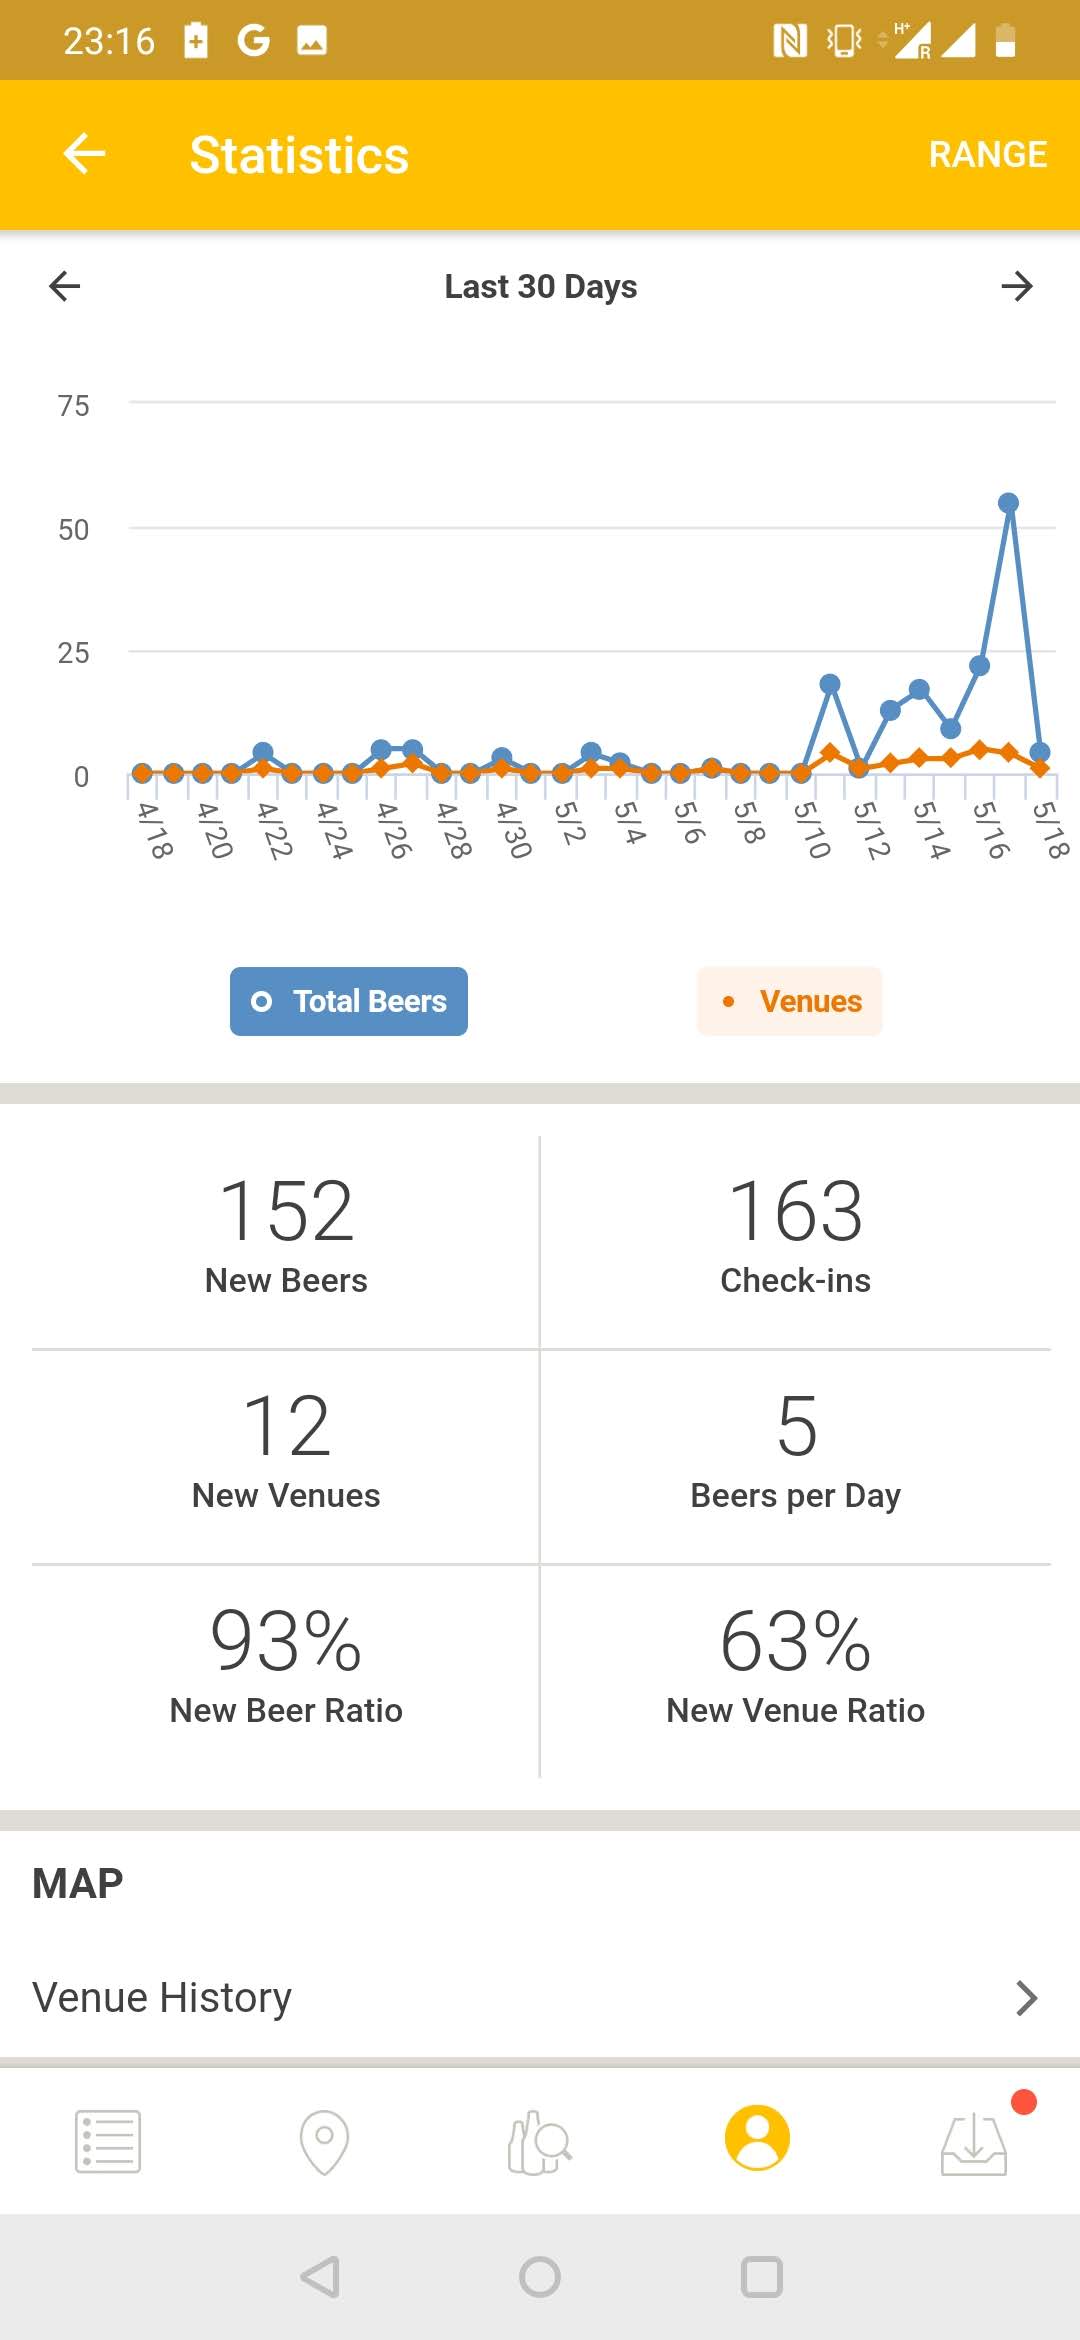 23:16
H+
R
Statistics
RANGE
Last 30 Days
75
50
25
0
4/18 4/20 4/22 4/24 4/26 4/28 4/30 5/2 5/4 5/6 5/8 5/10 5/12 5/14 5/16 5/18
Total Beers Venues
152 163
New Beers Check-ins
12 5
New Venues Beers per Day
93% 63%
New Beer Ratio New Venue Ratio
MAP
Venue History